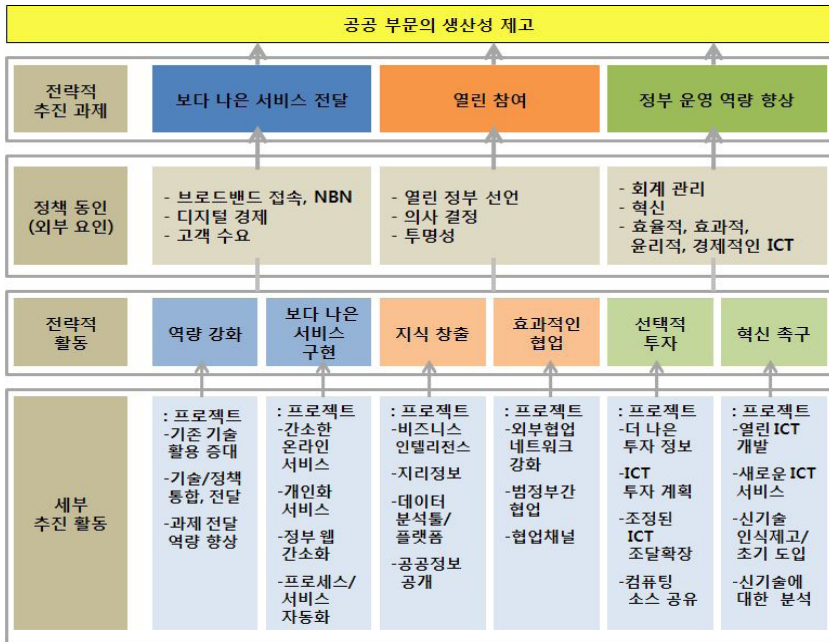 공공 부문의 생산성 제고
전략적
추진 과제
보다 나은 서비스 전달
열린 참여
정부 운영 역량 향상
정책 동인
(외부 요인)
- 브로드밴드 접속, NBN
- 디지털 경제
- 고객 수요
- 열린 정부 선언
- 의사 결정
- 투명성
- 회계 관리
- 혁신
- 효율적, 효과적,
윤리적, 경제적인 ICT
전략적
활동
역량 강화
보다 나은
서비스
구현
지식 창출
효과적인
협업
선택적
투자
혁신 촉구
세부
추진 활동
: 프로젝트
-기존 기술
활용 증대
-기술/정책
통합, 전달
-과제 전달
역량 향상
: 프로젝트
-간소한
온라인
서비스
-개인화
서비스
-정부 웹
간소화
-프로세스/
서비스
자동화
: 프로젝트
-비즈니스
인텔리전스
-지리정보
-데이터
분석툴/
플랫폼
-공공정보
공개
: 프로젝트
-외부협업
네트워크
강화
-범정부간
협업
-협업채널
: 프로젝트
-더 나은
투자 정보
-ICT
투자 계획
-조정된
ICT
조달확장
-컴퓨팅
소스 공유
: 프로젝트
-열린 ICT
개발
-새로운 ICT
서비스
-신기술
인식제고/
초기 도입
-신기술에
대한 분석